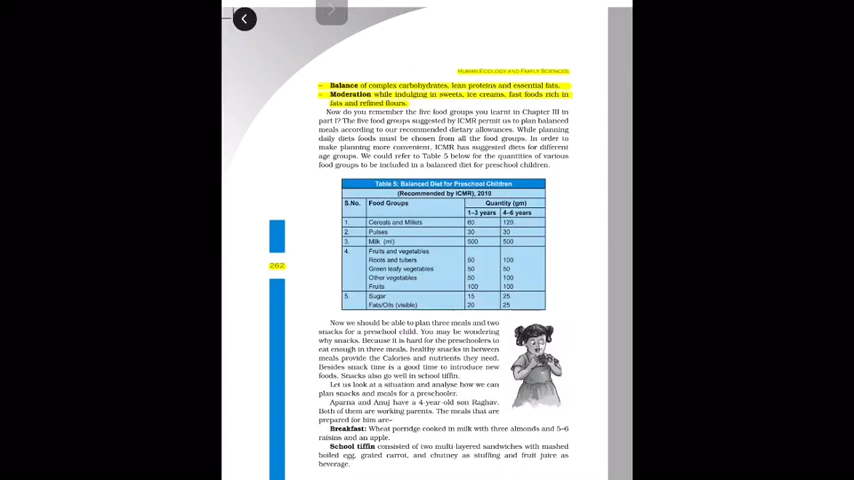 HUMAN ECOLOGY AND FAMILY SCIENCES
– Balance of complex carbohydrates, lean proteins and essential fats.
– Moderation while indulging in sweets, ice creams, fast foods rich in
fats and refined flours.
Now do you remember the five food groups you learnt in Chapter III in
part I? The five food groups suggested by ICMR permit us to plan balanced
meals according to our recommended dietary allowances. While planning
daily diets foods must be chosen from all the food groups. In order to
make planning more convenient, ICMR has suggested diets for different
age groups. We could refer to Table 5 below for the quantities of various
food groups to be included in a balanced diet for preschool children.
Table 5: Balanced Diet for Preschool Children
(Recommended by ICMR), 2010
S.No. Food Groups Quantity (gm)
1–3 years 4–6 years
1. Cereals and Millets 60 120
2. Pulses 30 30
3. Milk (ml) 500 500
4. Fruits and vegetables
Roots and tubers 50 100
Green leafy vegetables 50 50
Other vegetables 50 100
Fruits 100 100
5. Sugar 15 25
Fats/Oils (visible) 20 25
262
Now we should be able to plan three meals and two
snacks for a preschool child. You may be wondering
why snacks. Because it is hard for the preschoolers to
eat enough in three meals, healthy snacks in between
meals provide the Calories and nutrients they need.
Besides snack time is a good time to introduce new
foods. Snacks also go well in school tiffin.
Let us look at a situation and analyse how we can
plan snacks and meals for a preschooler.
Aparna and Anuj have a 4-year-old son Raghav.
Both of them are working parents. The meals that are
prepared for him are–
Breakfast: Wheat porridge cooked in milk with three almonds and 5–6
raisins and an apple.
School tiffin consisted of two multi-layered sandwiches with mashed
boiled egg, grated carrot, and chutney as stuffing and fruit juice as
beverage.